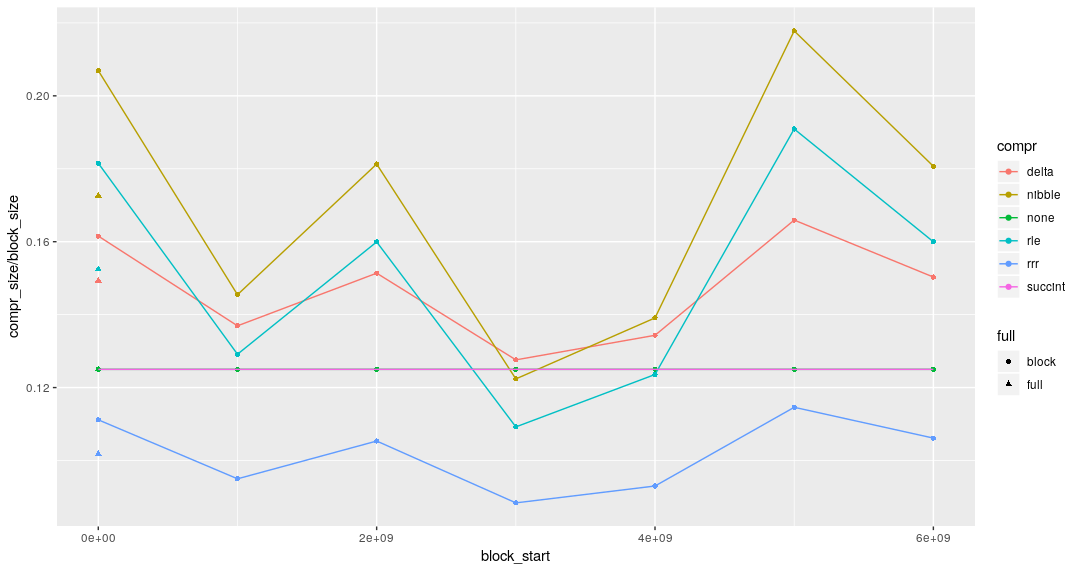 compr_size/block_size
0.20
0.16
0.12
0e+00
2e+09
4e+09
6e+09
block_start
compr
delta
nibble
none
rle
rrr
succint
full
block
full